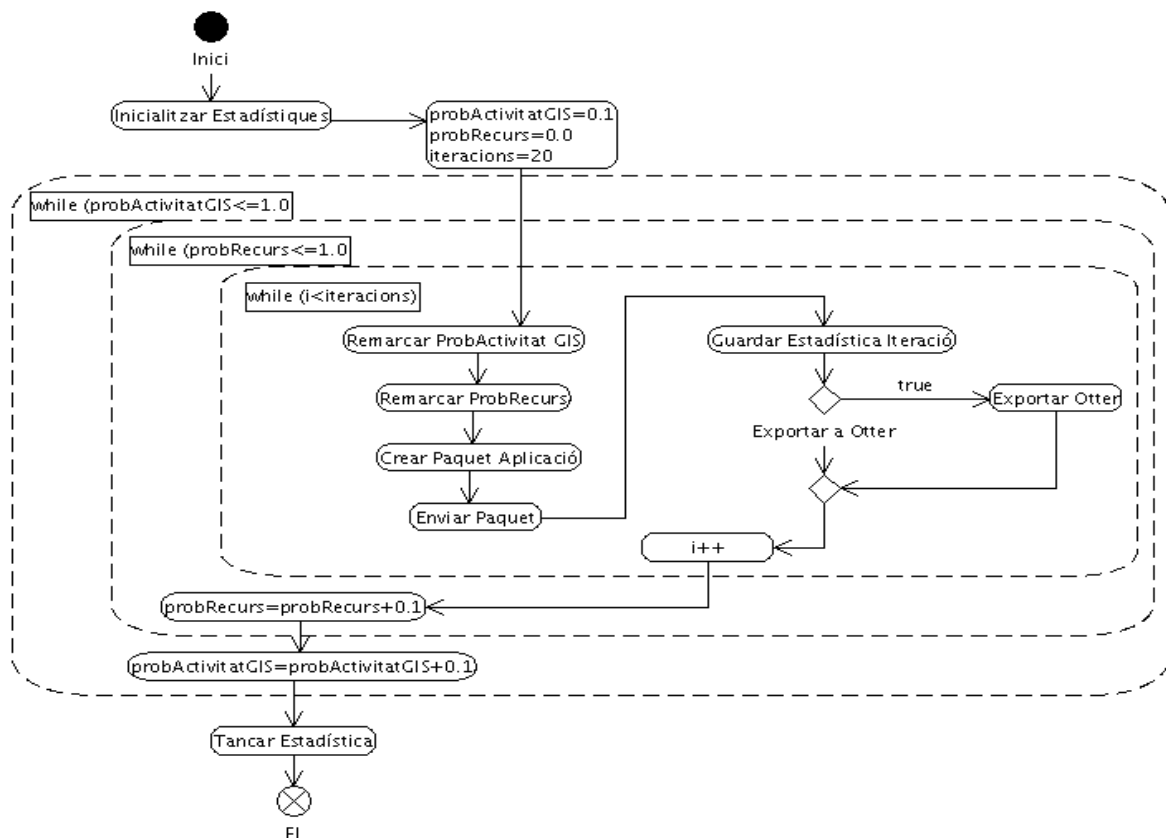 Inici
Inicialitzar Estadístiques
probActivitatGIS=0.1
probRecurs=0.0
iteracions=20
while (probActivitatGIS<=1.0
while (probRecurs<=1.0
while (i<iteracions)
Remarcar ProbActivitat GIS
Remarcar ProbRecurs
Crear Paquet Aplicació
Enviar Paquet
Guardar Estadística Iteració
true
Exportar Otter
Exportar a Otter
i++
probRecurs=probRecurs+0.1
probActivitatGIS=probActivitatGIS+0.1
Tancar Estadística